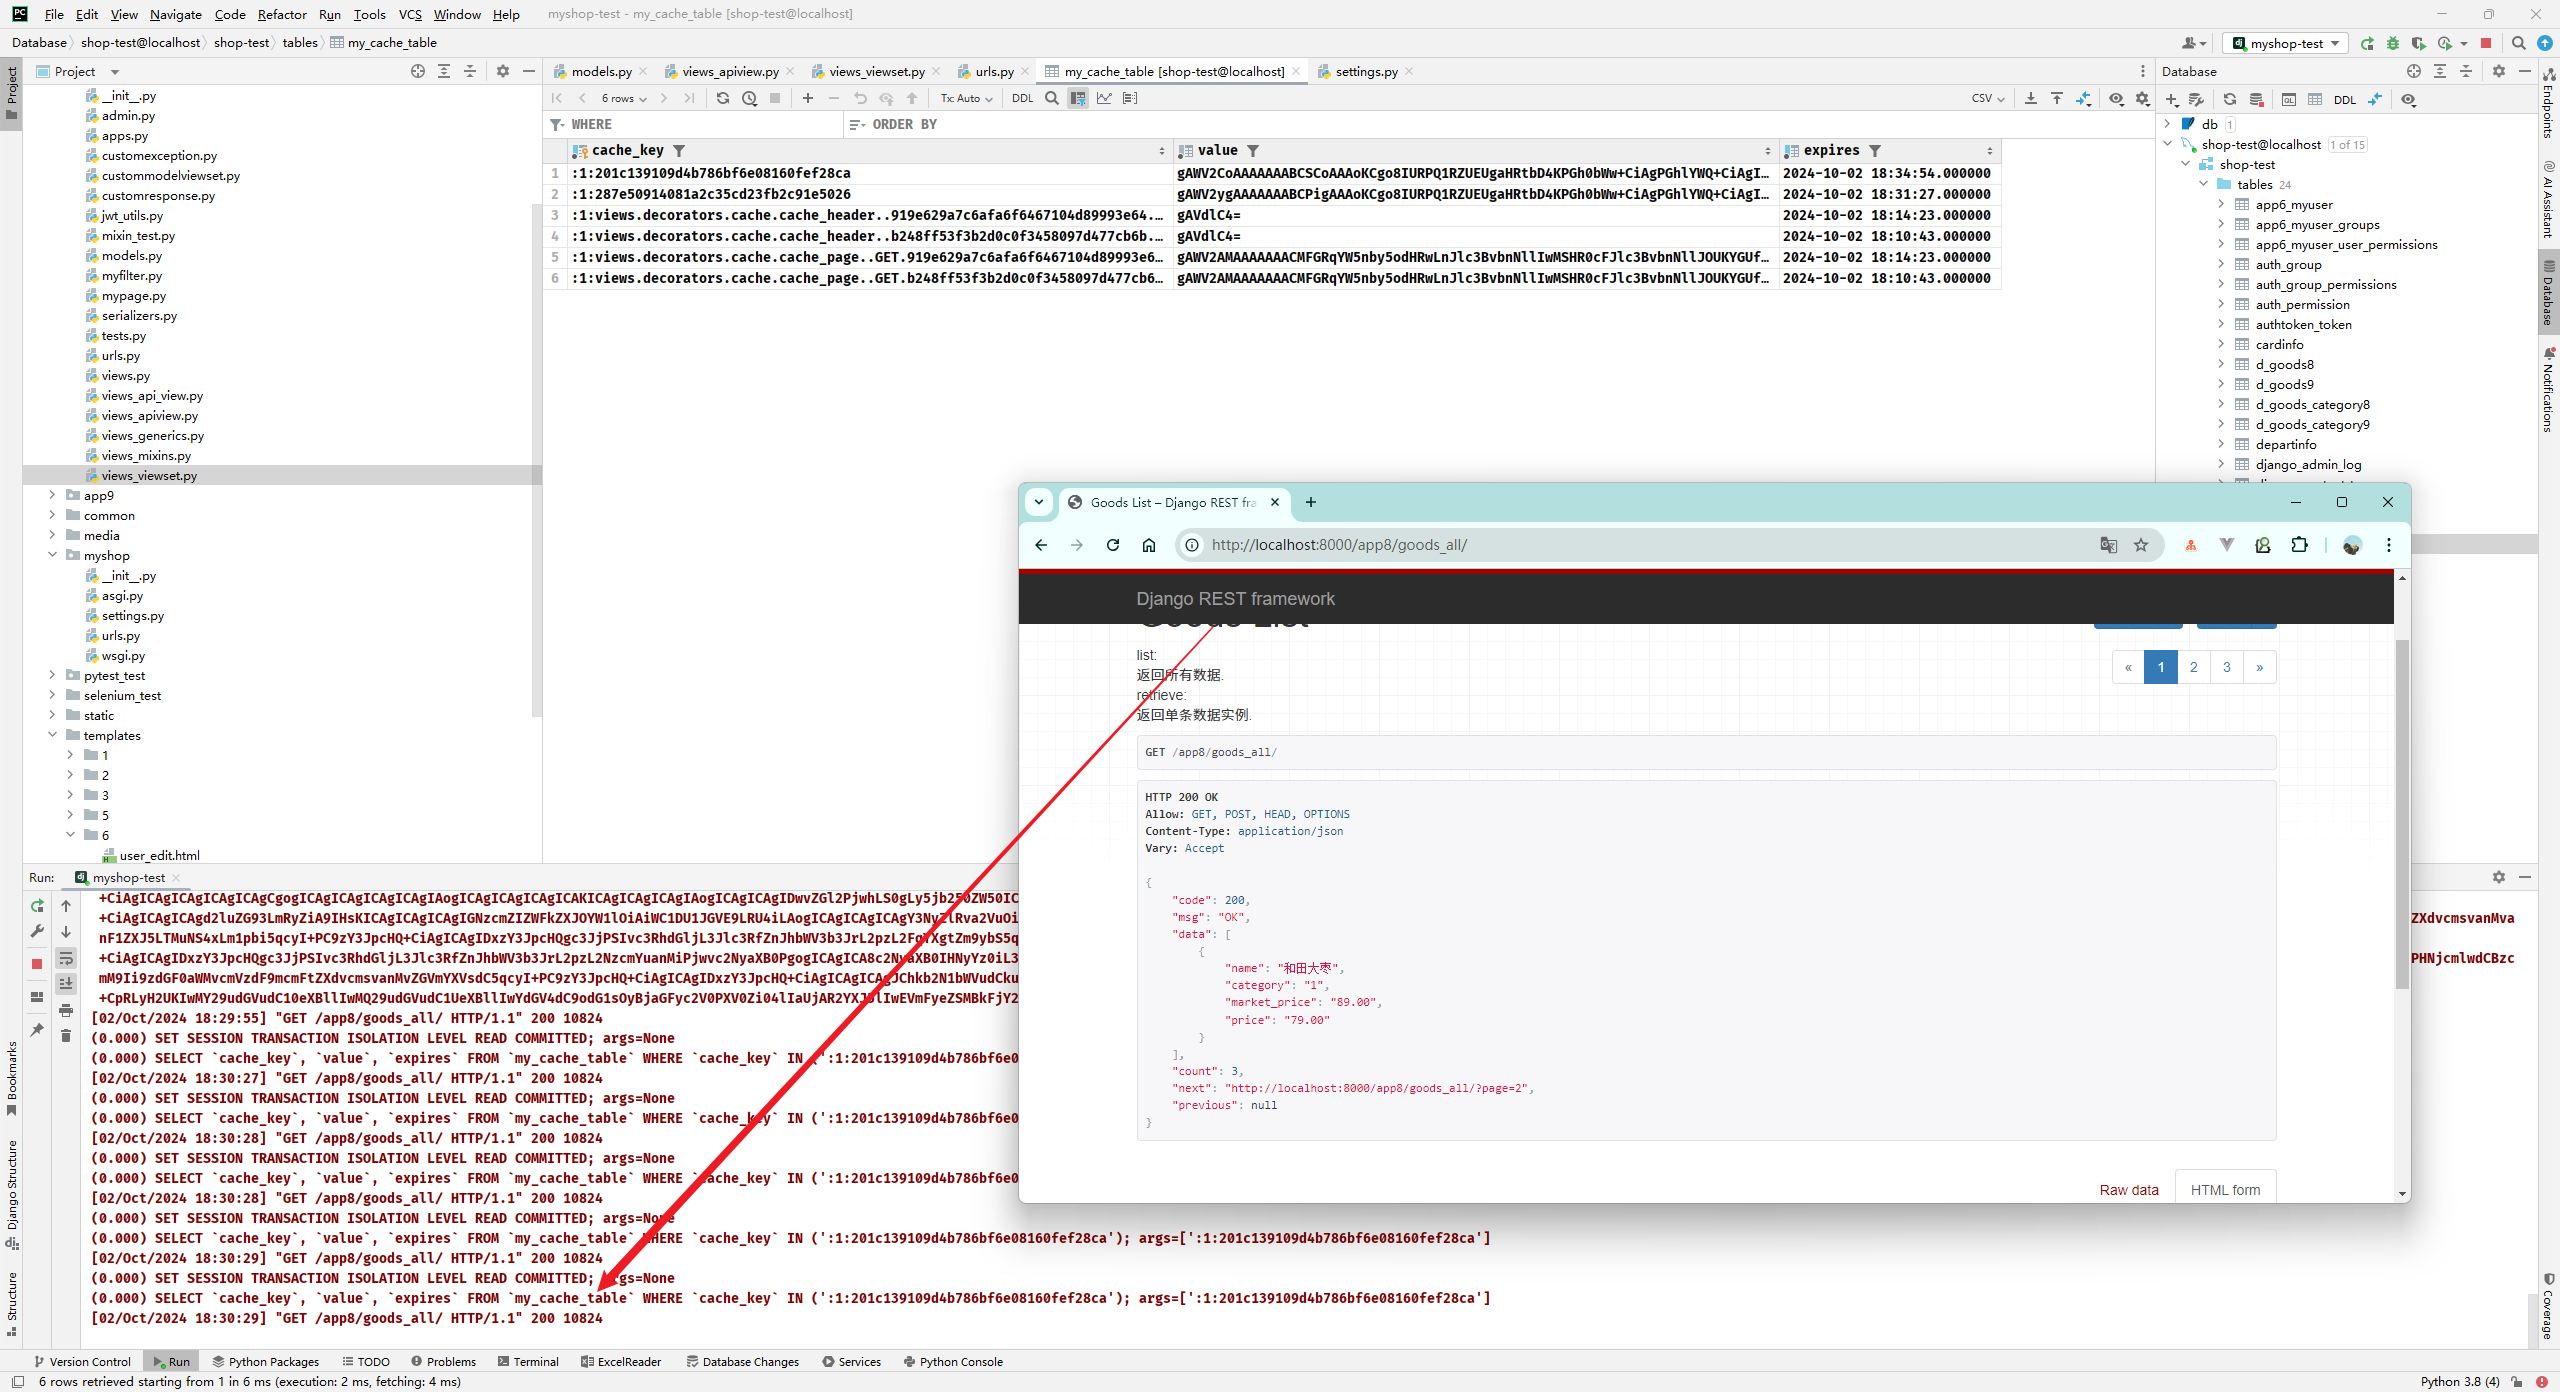 File Edit View Navigate Code Refactor Run Tools VCS Window Help myshop-test - my_cache_table [shop-test@localhost]
Database shop-test@localhost shop-test tables my_cache_table
myshop-test
Project
models.py views_apiview.py views_viewset.py urls.py my_cache_table [shop-test@localhost] settings.py
Database
6 rows Tx: Auto DDL CSV
DDL
WHERE ORDER BY
cache_key value expires
1 :1:201c139109d4b786bf6e08160fef28ca gAWV2CoAAAAAAABCSCoAAAoKCgo8IURPQ1RZUEUgaHRtbD4KPGh0bWw+CiAgPGhlYWQ+CiAgI… 2024-10-02 18:34:54.000000
2 :1:287e50914081a2c35cd23fb2c91e5026 gAWV2ygAAAAAAABCPigAAAoKCgo8IURPQ1RZUEUgaHRtbD4KPGh0bWw+CiAgPGhlYWQ+CiAgI… 2024-10-02 18:31:27.000000
3 :1:views.decorators.cache.cache_header..919e629a7c6afa6f6467104d89993e64.… gAVdlC4= 2024-10-02 18:14:23.000000
4 :1:views.decorators.cache.cache_header..b248ff53f3b2d0c0f3458097d477cb6b.… gAVdlC4= 2024-10-02 18:10:43.000000
5 :1:views.decorators.cache.cache_page..GET.919e629a7c6afa6f6467104d89993e6… gAWV2AMAAAAAAACMFGRqYW5nby5odHRwLnJlc3BvbnNllIwMSHR0cFJlc3BvbnNllJOUKYGUf… 2024-10-02 18:14:23.000000
6 :1:views.decorators.cache.cache_page..GET.b248ff53f3b2d0c0f3458097d477cb6… gAWV2AMAAAAAAACMFGRqYW5nby5odHRwLnJlc3BvbnNllIwMSHR0cFJlc3BvbnNllJOUKYGUf… 2024-10-02 18:10:43.000000
__init__.py
admin.py
apps.py
customexception.py
custommodelviewset.py
customresponse.py
jwt_utils.py
mixin_test.py
models.py
myfilter.py
mypage.py
serializers.py
tests.py
urls.py
views.py
views_api_view.py
views_apiview.py
views_generics.py
views_mixins.py
views_viewset.py
app9
common
media
myshop
__init__.py
asgi.py
settings.py
urls.py
wsgi.py
pytest_test
selenium_test
static
templates
1
2
3
5
6
user_edit.html
db 1
shop-test@localhost 1 of 15
shop-test
tables 24
app6_myuser
app6_myuser_groups
app6_myuser_user_permissions
auth_group
auth_group_permissions
auth_permission
authtoken_token
cardinfo
d_goods8
d_goods9
d_goods_category8
d_goods_category9
departinfo
django_admin_log
Project
Bookmarks
Django Structure
Structure
Endpoints
AI Assistant
Database
Notifications
Coverage
Goods List – Django REST fra
http://localhost:8000/app8/goods_all/
Django REST framework
Goods List
list:
返回所有数据.
retrieve:
返回单条数据实例.
« 1 2 3 »
GET /app8/goods_all/
HTTP 200 OK
Allow: GET, POST, HEAD, OPTIONS
Content-Type: application/json
Vary: Accept
{
"code": 200,
"msg": "OK",
"data": [
{
"name": "和田大枣",
"category": "1",
"market_price": "89.00",
"price": "79.00"
}
],
"count": 3,
"next": "http://localhost:8000/app8/goods_all/?page=2",
"previous": null
}
Raw data HTML form
Run: myshop-test
ZXdvcmsvanMva
PHNjcmlwdCBzc
[02/Oct/2024 18:29:55] "GET /app8/goods_all/ HTTP/1.1" 200 10824
(0.000) SET SESSION TRANSACTION ISOLATION LEVEL READ COMMITTED; args=None
(0.000) SELECT `cache_key`, `value`, `expires` FROM `my_cache_table` WHERE `cache_key` IN (':1:201c139109d4b786bf6e0
[02/Oct/2024 18:30:27] "GET /app8/goods_all/ HTTP/1.1" 200 10824
(0.000) SET SESSION TRANSACTION ISOLATION LEVEL READ COMMITTED; args=None
(0.000) SELECT `cache_key`, `value`, `expires` FROM `my_cache_table` WHERE `cache_key` IN (':1:201c139109d4b786bf6e0
[02/Oct/2024 18:30:28] "GET /app8/goods_all/ HTTP/1.1" 200 10824
(0.000) SET SESSION TRANSACTION ISOLATION LEVEL READ COMMITTED; args=None
(0.000) SELECT `cache_key`, `value`, `expires` FROM `my_cache_table` WHERE `cache_key` IN (':1:201c139109d4b786bf6e0
[02/Oct/2024 18:30:28] "GET /app8/goods_all/ HTTP/1.1" 200 10824
(0.000) SET SESSION TRANSACTION ISOLATION LEVEL READ COMMITTED; args=None
(0.000) SELECT `cache_key`, `value`, `expires` FROM `my_cache_table` WHERE `cache_key` IN (':1:201c139109d4b786bf6e08160fef28ca'); args=[':1:201c139109d4b786bf6e08160fef28ca']
[02/Oct/2024 18:30:29] "GET /app8/goods_all/ HTTP/1.1" 200 10824
(0.000) SET SESSION TRANSACTION ISOLATION LEVEL READ COMMITTED; args=None
(0.000) SELECT `cache_key`, `value`, `expires` FROM `my_cache_table` WHERE `cache_key` IN (':1:201c139109d4b786bf6e08160fef28ca'); args=[':1:201c139109d4b786bf6e08160fef28ca']
[02/Oct/2024 18:30:29] "GET /app8/goods_all/ HTTP/1.1" 200 10824
Version Control Run Python Packages TODO Problems Terminal ExcelReader Database Changes Services Python Console
6 rows retrieved starting from 1 in 6 ms (execution: 2 ms, fetching: 4 ms) Python 3.8 (4)